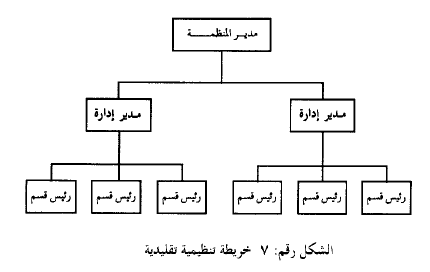 مدير المنظمـــــة
مدير إدارة
مدير إدارة
رئيس قسم
رئيس قسم
رئيس قسم
رئيس قسم
رئيس قسم
رئيس قسم
الشكل رقم: ٧ خريطة تنظيمية تقليدية